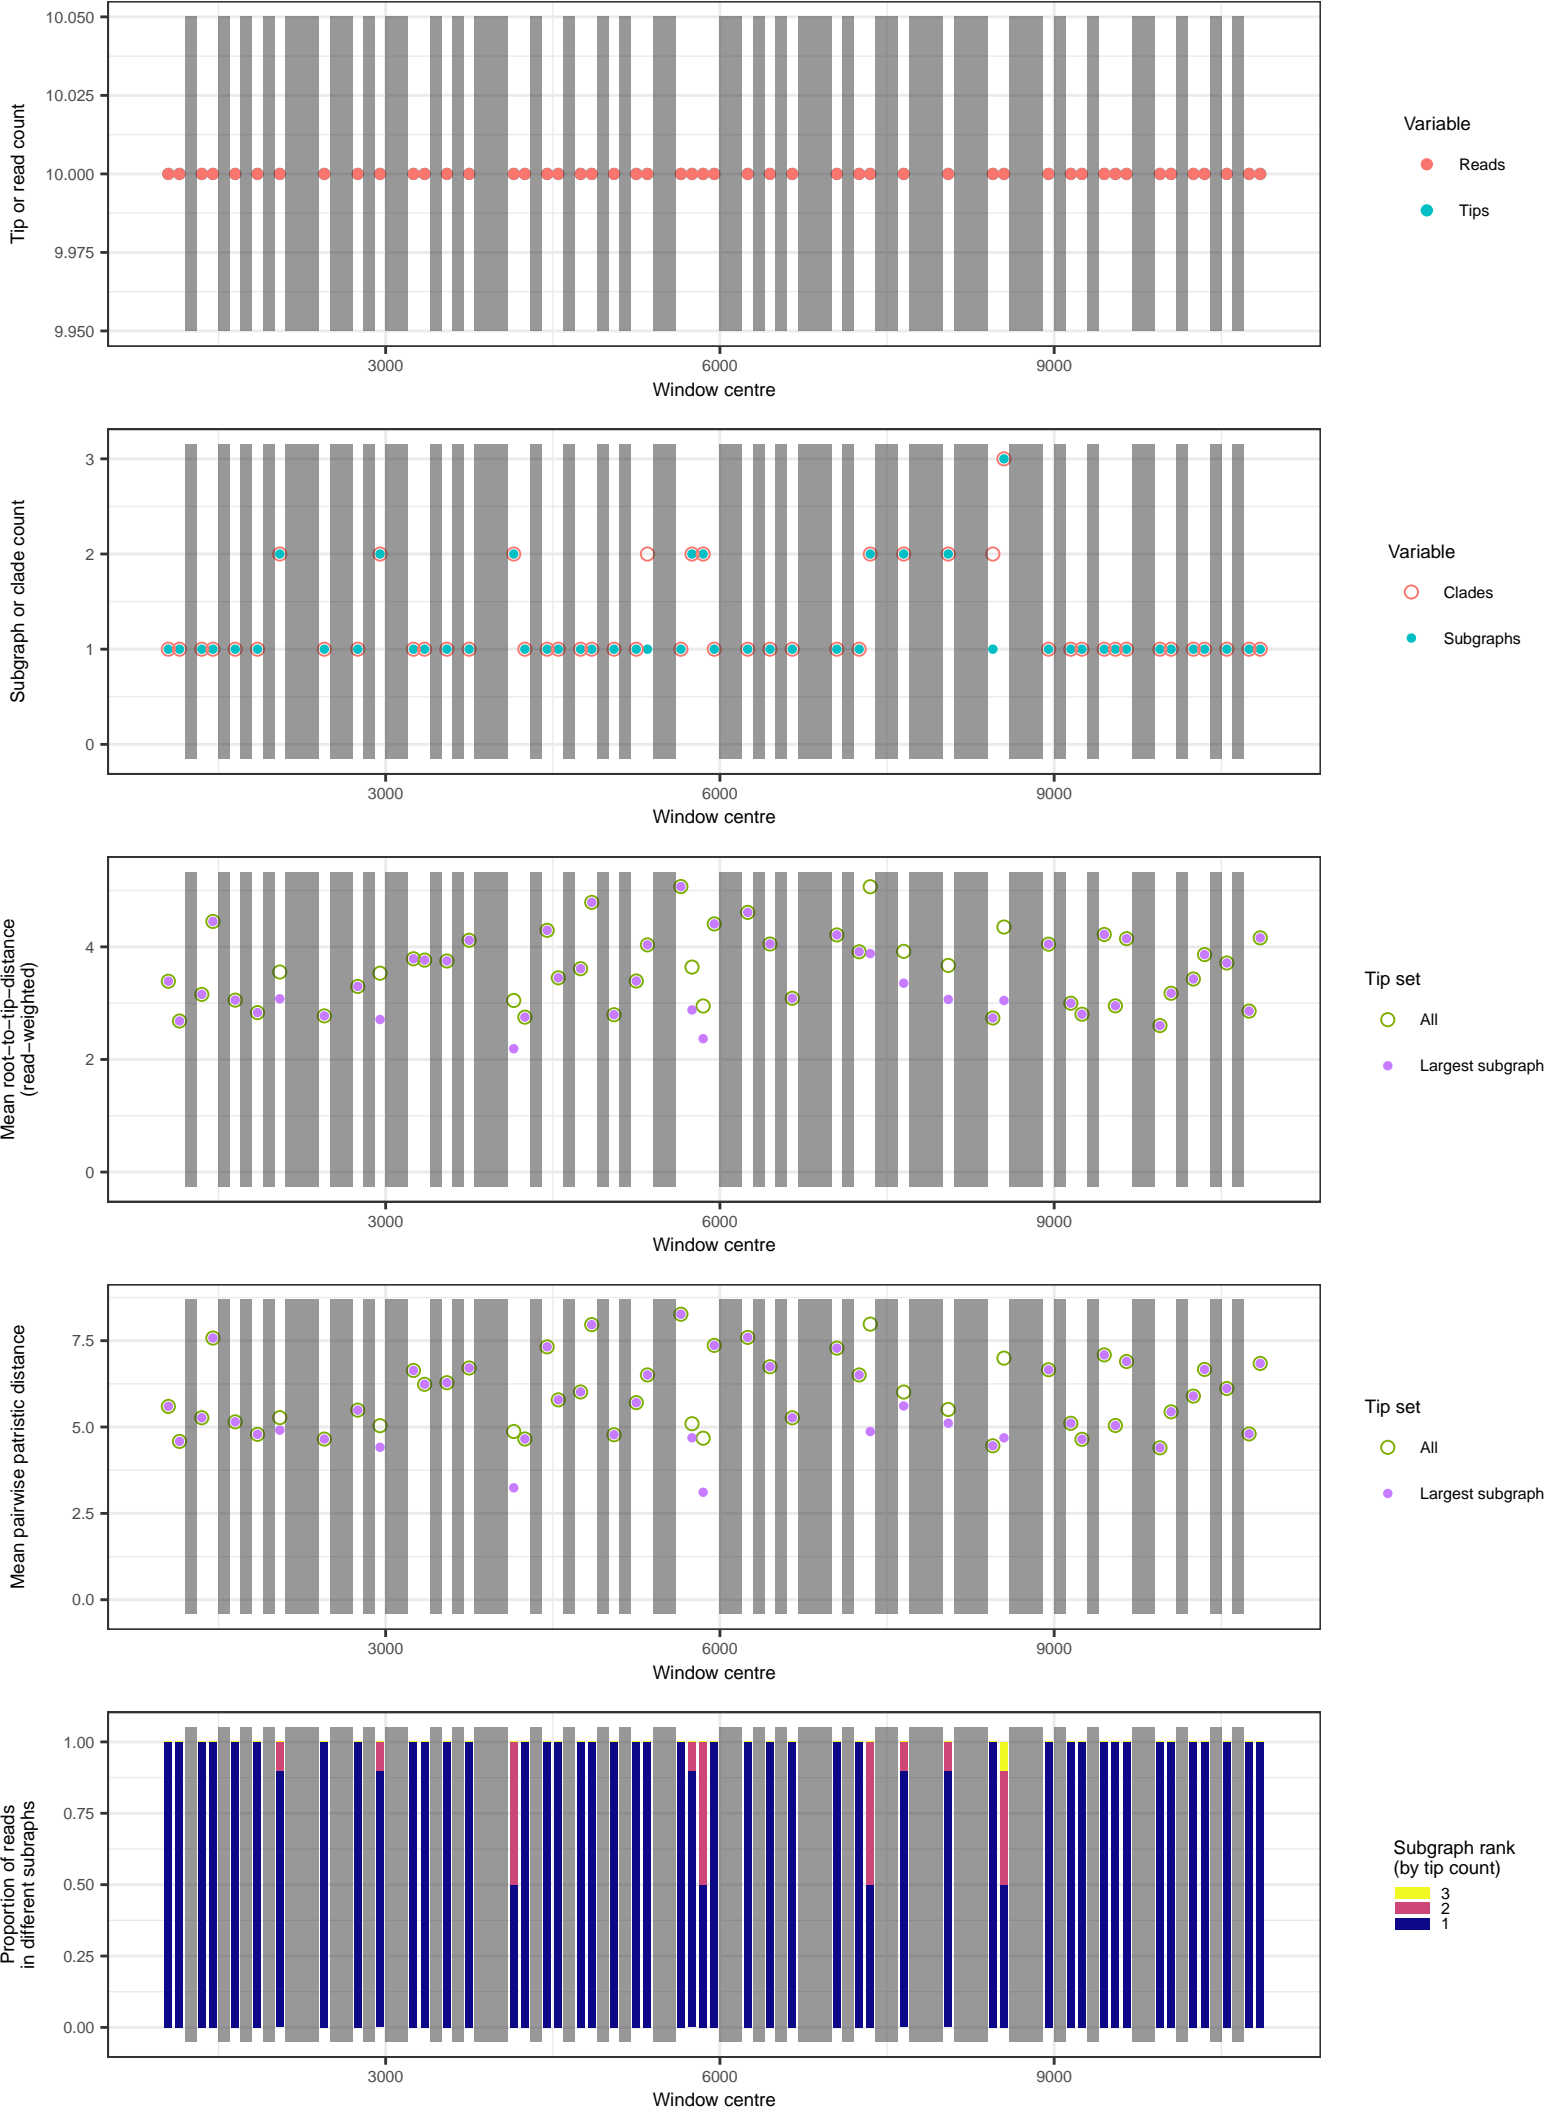 10.050
10.025
10.000
9.975
9.950
Tip or read count
3000
6000
9000
Window centre
Variable
Reads
Tips
3
2
1
0
Subgraph or clade count
3000
6000
9000
Window centre
Variable
Clades
Subgraphs
4
2
0
Mean root−to−tip−distance
(read−weighted)
3000
6000
9000
Window centre
Tip set
All
Largest subgraph
7.5
5.0
2.5
0.0
Mean pairwise patristic distance
3000
6000
9000
Window centre
Tip set
All
Largest subgraph
1.00
0.75
0.50
0.25
0.00
Proportion of reads
in different subraphs
3000
6000
9000
Window centre
Subgraph rank
(by tip count)
3
2
1